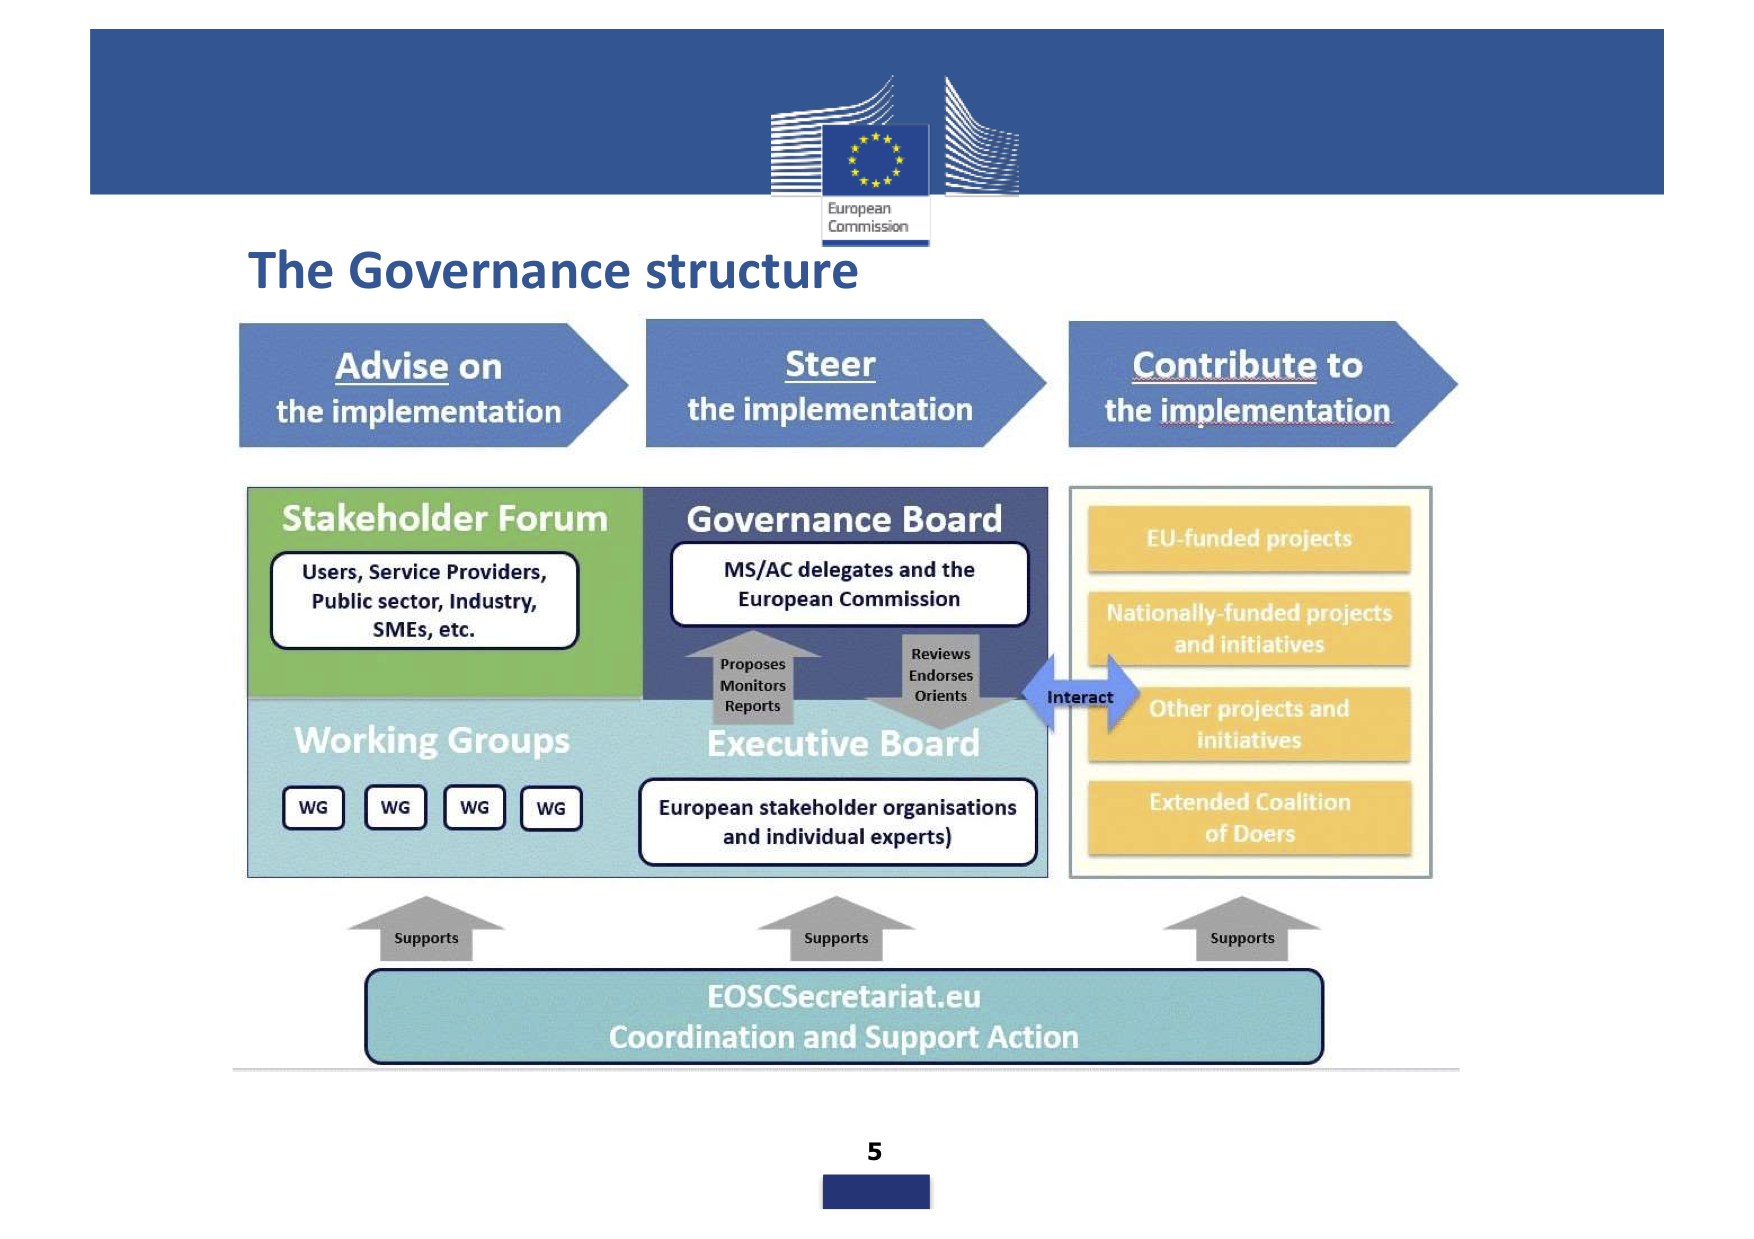 European
Commission
The Governance structure
Advise on
the implementation
Steer
the implementation
Contribute to
the implementation
Stakeholder Forum
Users, Service Providers,
Public sector, Industry,
SMEs, etc.
Governance Board
MS/AC delegates and the
European Commission
Proposes
Monitors
Reports
Reviews
Endorses
Orients
Working Groups
WG
WG
WG
WG
Executive Board
European stakeholder organisations
and individual experts)
Interact
EU-funded projects
Nationally-funded projects
and initiatives
Other projects and
initiatives
Extended Coalition
of Doers
Supports
Supports
Supports
EOSCSecretariat.eu
Coordination and Support Action
5